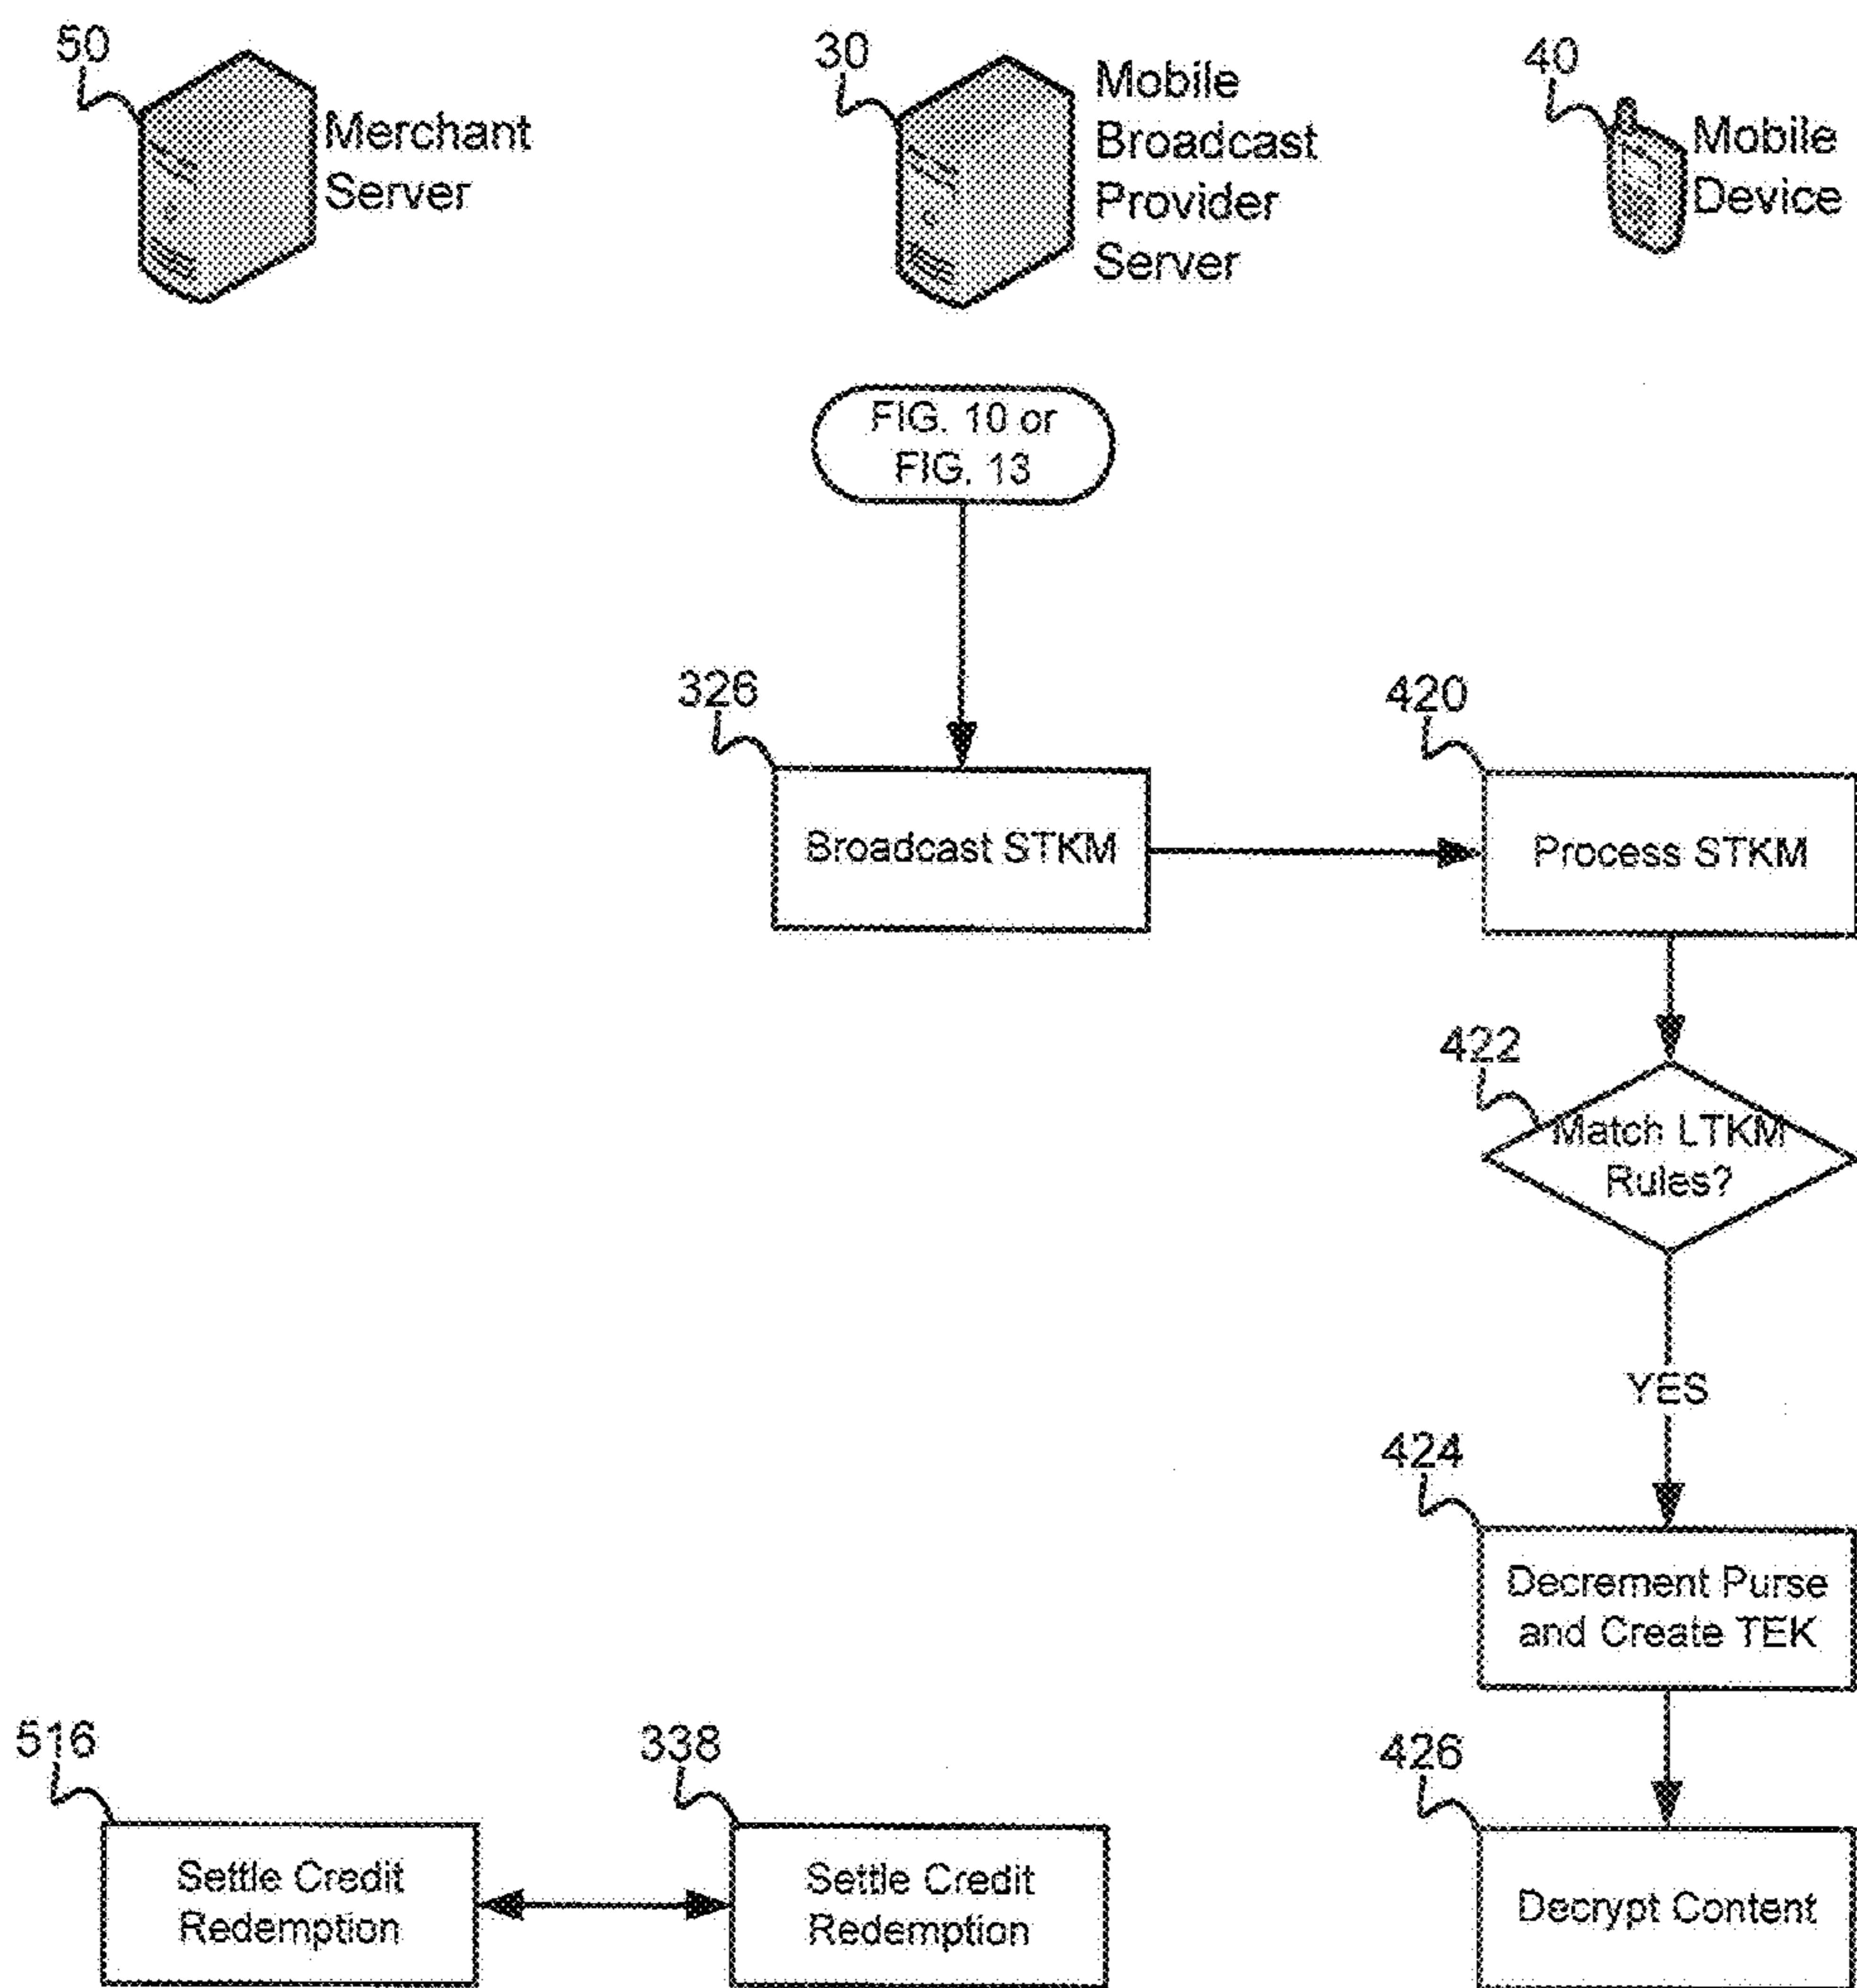 50
Merchant
Server
30
Mobile
Broadcast
Provider
Server
40
Mobile
Device
FIG. 10 or
FIG. 13
326
Broadcast STKM
420
Process STKM
422
Match LTKM
Rules?
YES
424
Decrement Purse
and Create TEK
516
Settle Credit
Redemption
338
Settle Credit
Redemption
426
Decrypt Content